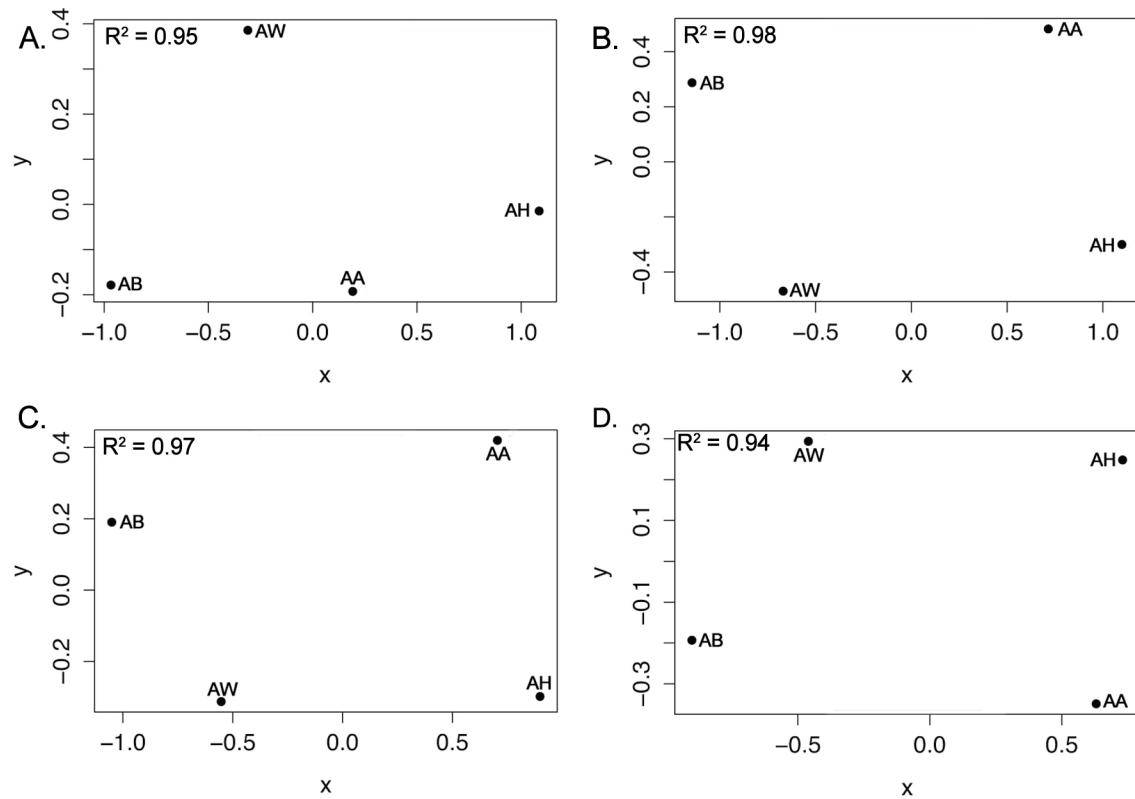 A.
R² = 0.95
AW
AH
AA
AB
0.4
0.2
0.0
−0.2
y
−1.0 −0.5 0.0 0.5 1.0
x
B.
R² = 0.98
AA
AB
AH
AW
0.4
0.2
0.0
−0.4
y
−1.0 −0.5 0.0 0.5 1.0
x
C.
R² = 0.97
AA
AB
AH
AW
0.4
0.2
0.0
−0.2
y
−1.0 −0.5 0.0 0.5
x
D.
R² = 0.94
AW
AH
AB
AA
0.3
0.1
−0.1
−0.3
y
−0.5 0.0 0.5
x